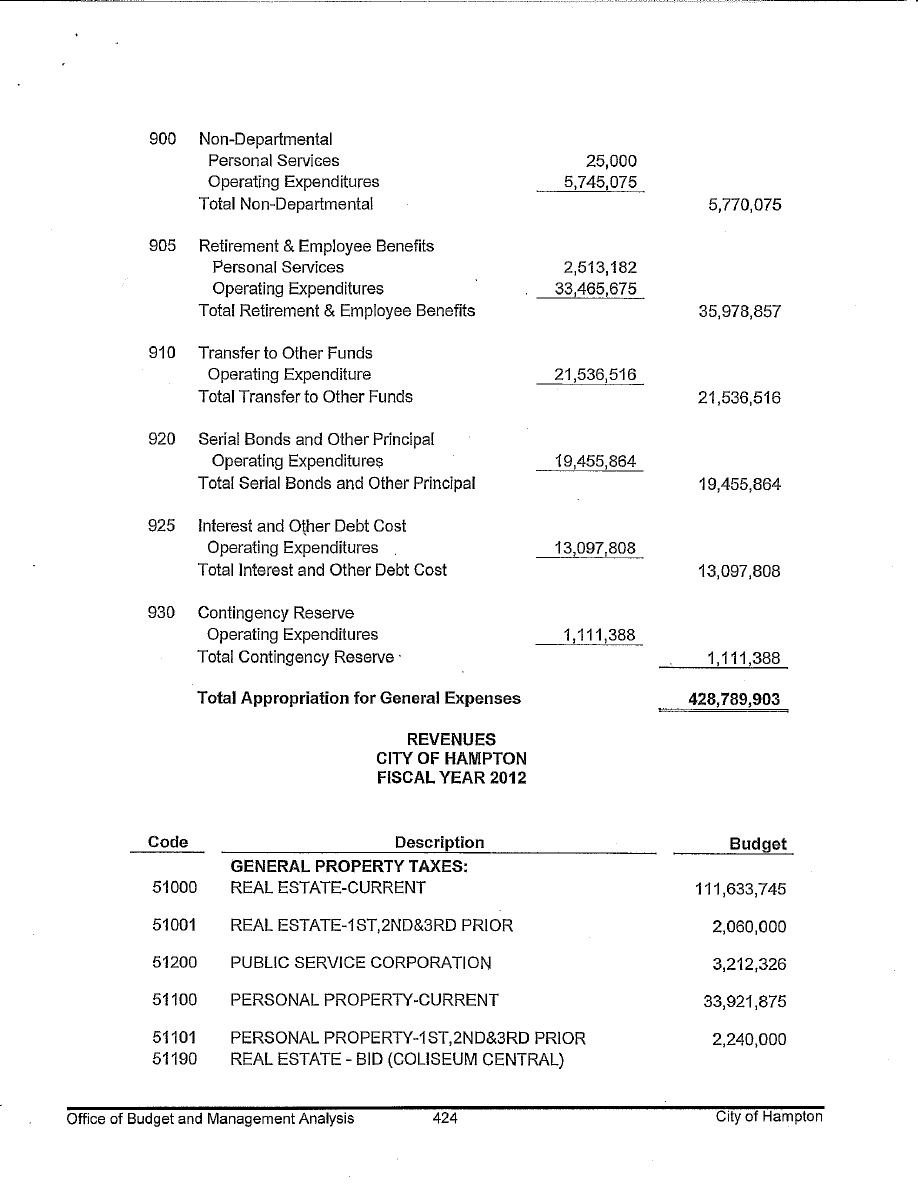 900 Non-Departmental
Personal Services 25,000
Operating Expenditures 5,745,075
Total Non-Departmental 5,770,075
905 Retirement & Employee Benefits
Personal Services 2,513,182
Operating Expenditures 33,465,675
Total Retirement & Employee Benefits 35,978,857
910 Transfer to Other Funds
Operating Expenditure 21,536,516
Total Transfer to Other Funds 21,536,516
920 Serial Bonds and Other Principal
Operating Expenditures 19,455,864
Total Serial Bonds and Other Principal 19,455,864
925 Interest and Other Debt Cost
Operating Expenditures 13,097,808
Total Interest and Other Debt Cost 13,097,808
930 Contingency Reserve
Operating Expenditures 1,111,388
Total Contingency Reserve 1,111,388
Total Appropriation for General Expenses 428,789,903
REVENUES
CITY OF HAMPTON
FISCAL YEAR 2012
Code Description Budget
GENERAL PROPERTY TAXES:
51000 REAL ESTATE-CURRENT 111,633,745
51001 REAL ESTATE-1ST,2ND&3RD PRIOR 2,060,000
51200 PUBLIC SERVICE CORPORATION 3,212,326
51100 PERSONAL PROPERTY-CURRENT 33,921,875
51101 PERSONAL PROPERTY-1ST,2ND&3RD PRIOR 2,240,000
51190 REAL ESTATE - BID (COLISEUM CENTRAL)
Office of Budget and Management Analysis 424 City of Hampton